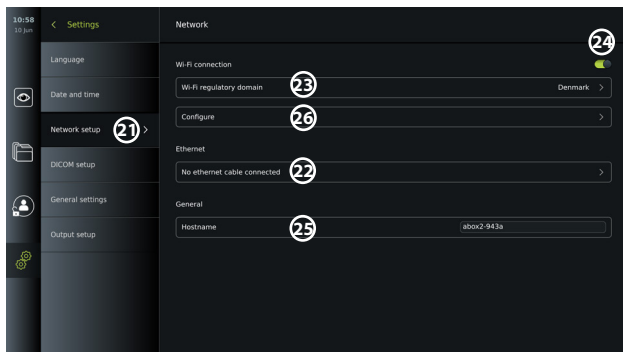 10:58
10 Jun
Settings
Network
24
Language
Wi-Fi connection
Wi-Fi regulatory domain
23
Denmark
Date and time
Configure
26
Network setup
21
Ethernet
DICOM setup
No ethernet cable connected
22
General settings
General
Hostname
25
abox2-943a
Output setup